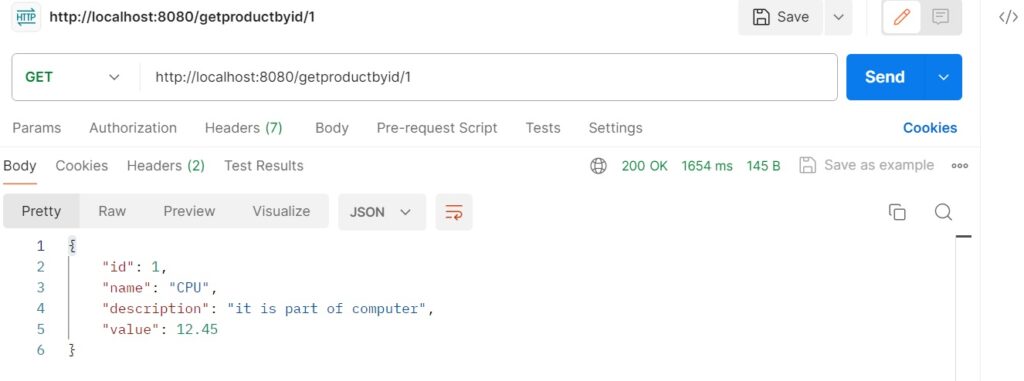 HTTP http://localhost:8080/getproductbyid/1 Save </>
GET http://localhost:8080/getproductbyid/1 Send
Params Authorization Headers (7) Body Pre-request Script Tests Settings Cookies
Body Cookies Headers (2) Test Results 200 OK 1654 ms 145 B Save as example
Pretty Raw Preview Visualize JSON
1 {
2 "id": 1,
3 "name": "CPU",
4 "description": "it is part of computer",
5 "value": 12.45
6 }